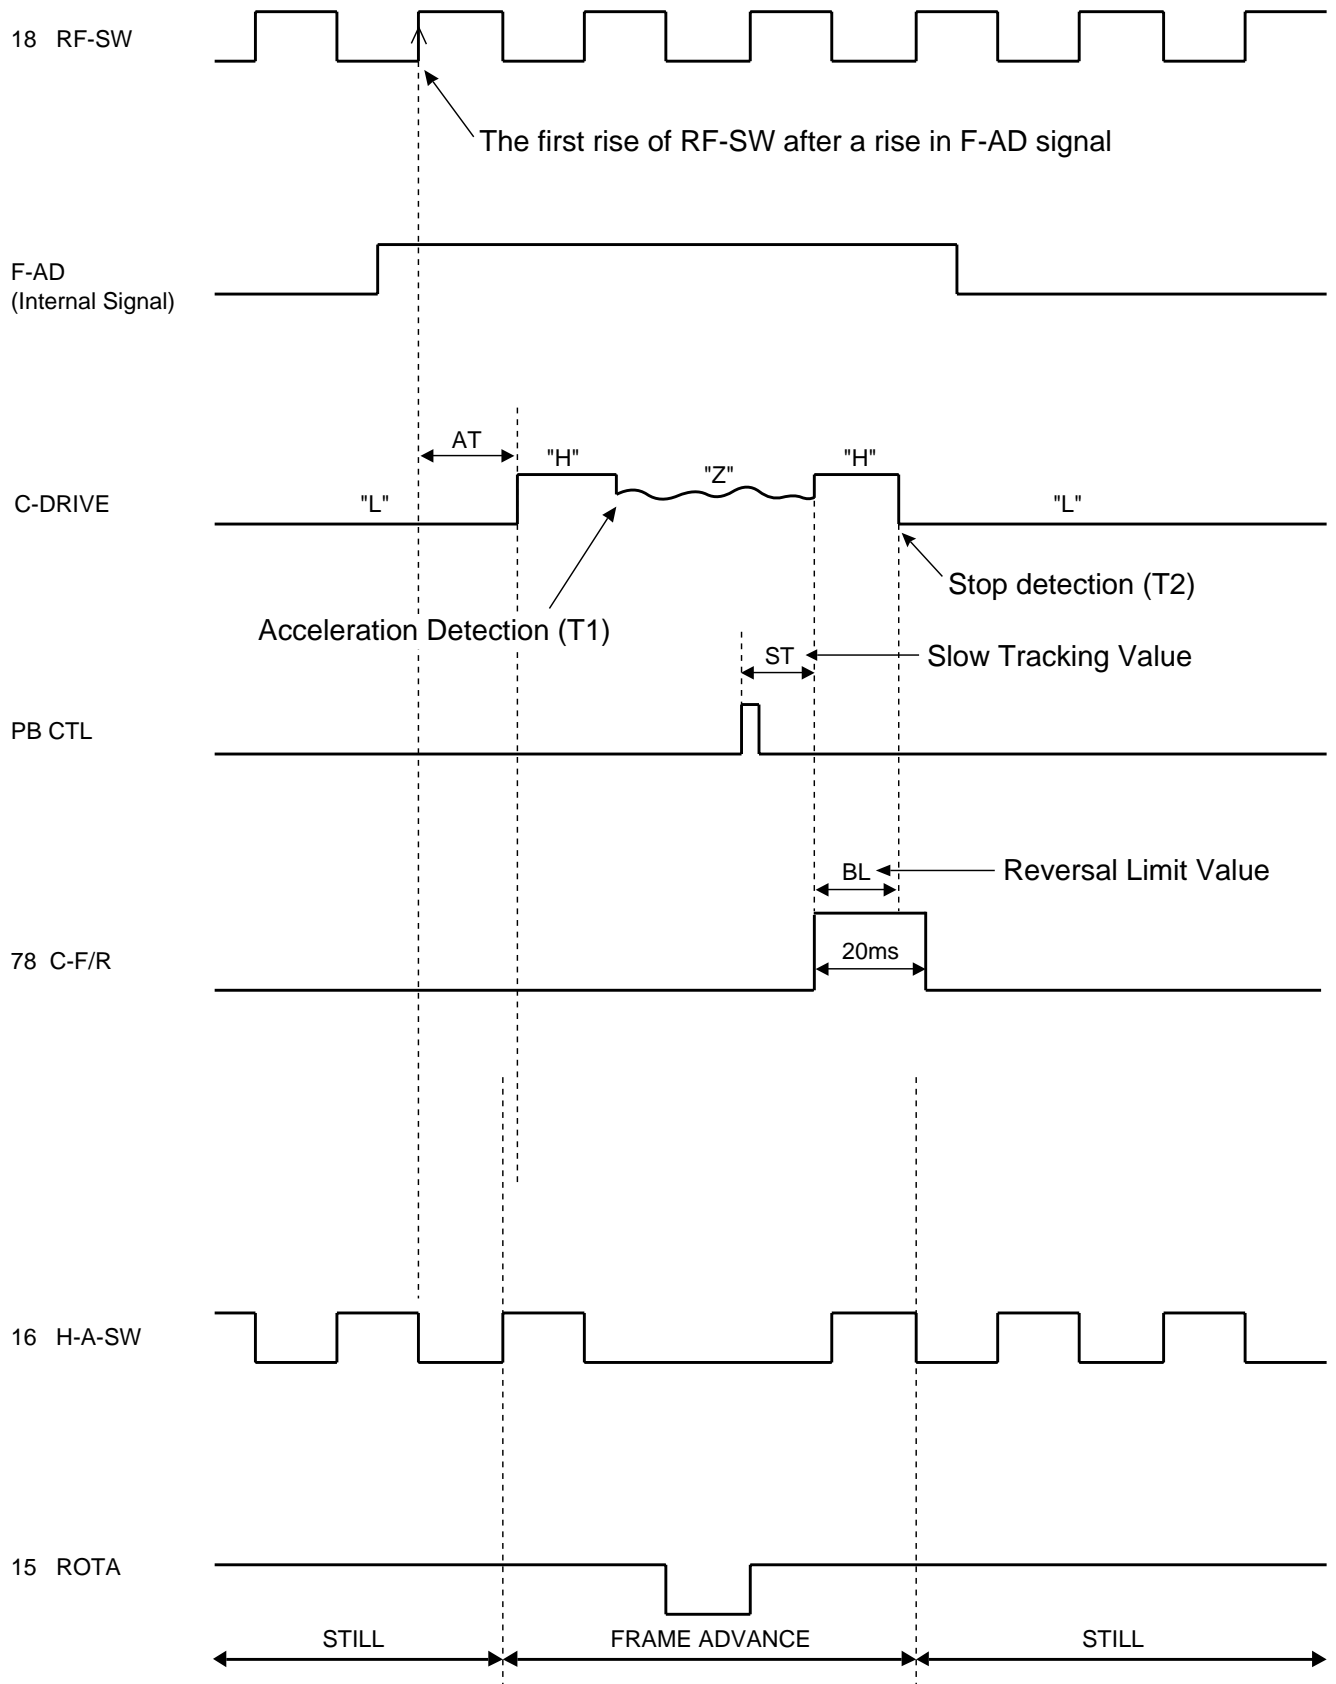 18 RF-SW
The first rise of RF-SW after a rise in F-AD signal
F-AD
(Internal Signal)
AT
"H"
"Z"
"H"
C-DRIVE
"L"
"L"
Stop detection (T2)
Acceleration Detection (T1)
ST
Slow Tracking Value
PB CTL
BL
Reversal Limit Value
78 C-F/R
20ms
16 H-A-SW
15 ROTA
STILL
FRAME ADVANCE
STILL